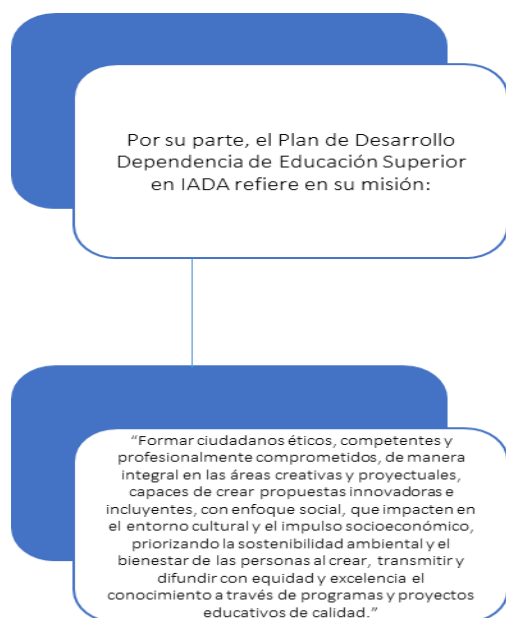 Por su parte, el Plan de Desarrollo
Dependencia de Educación Superior
en IADA refiere en su misión:
“Formar ciudadanos éticos, competentes y
profesionalmente comprometidos, de manera
integral en las áreas creativas y proyectuales,
capaces de crear propuestas innovadoras e
incluyentes, con enfoque social, que impacten en
el entorno cultural y el impulso socioeconómico,
priorizando la sostenibilidad ambiental y el
bienestar de las personas al crear, transmitir y
difundir con equidad y excelencia el
conocimiento a través de programas y proyectos
educativos de calidad.”